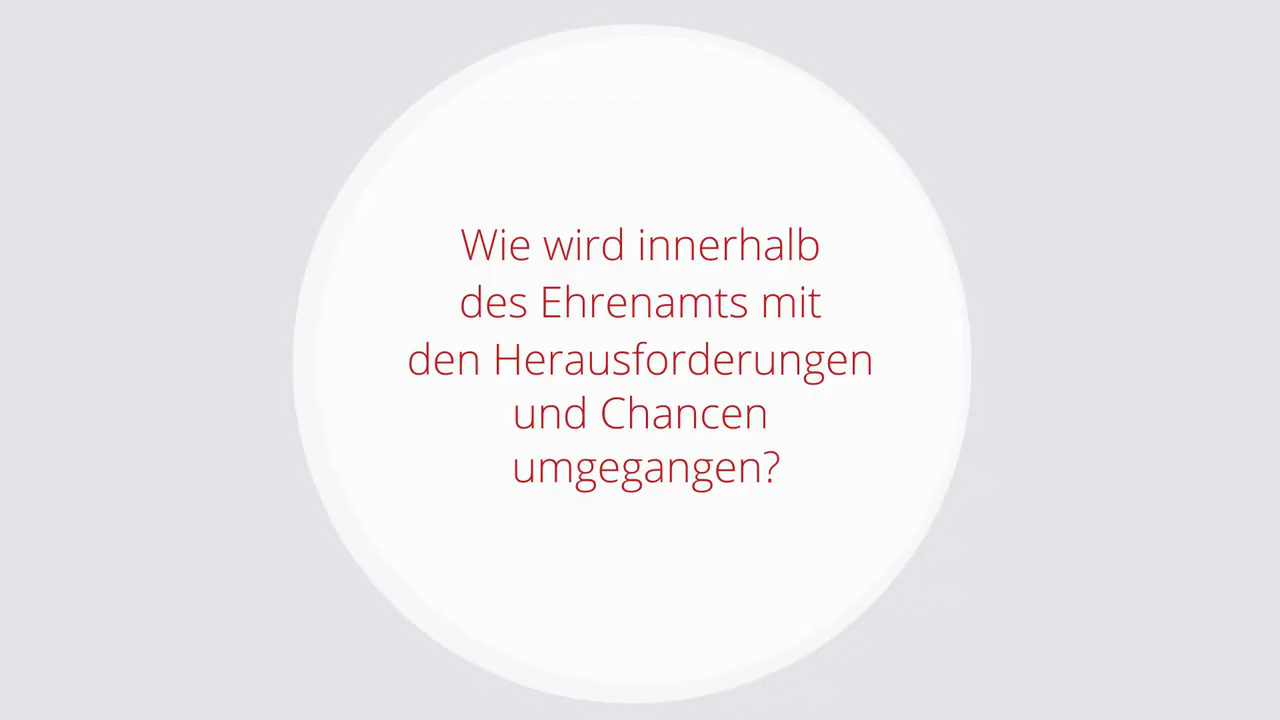 Wie wird innerhalb
des Ehrenamts mit
den Herausforderungen
und Chancen
umgegangen?